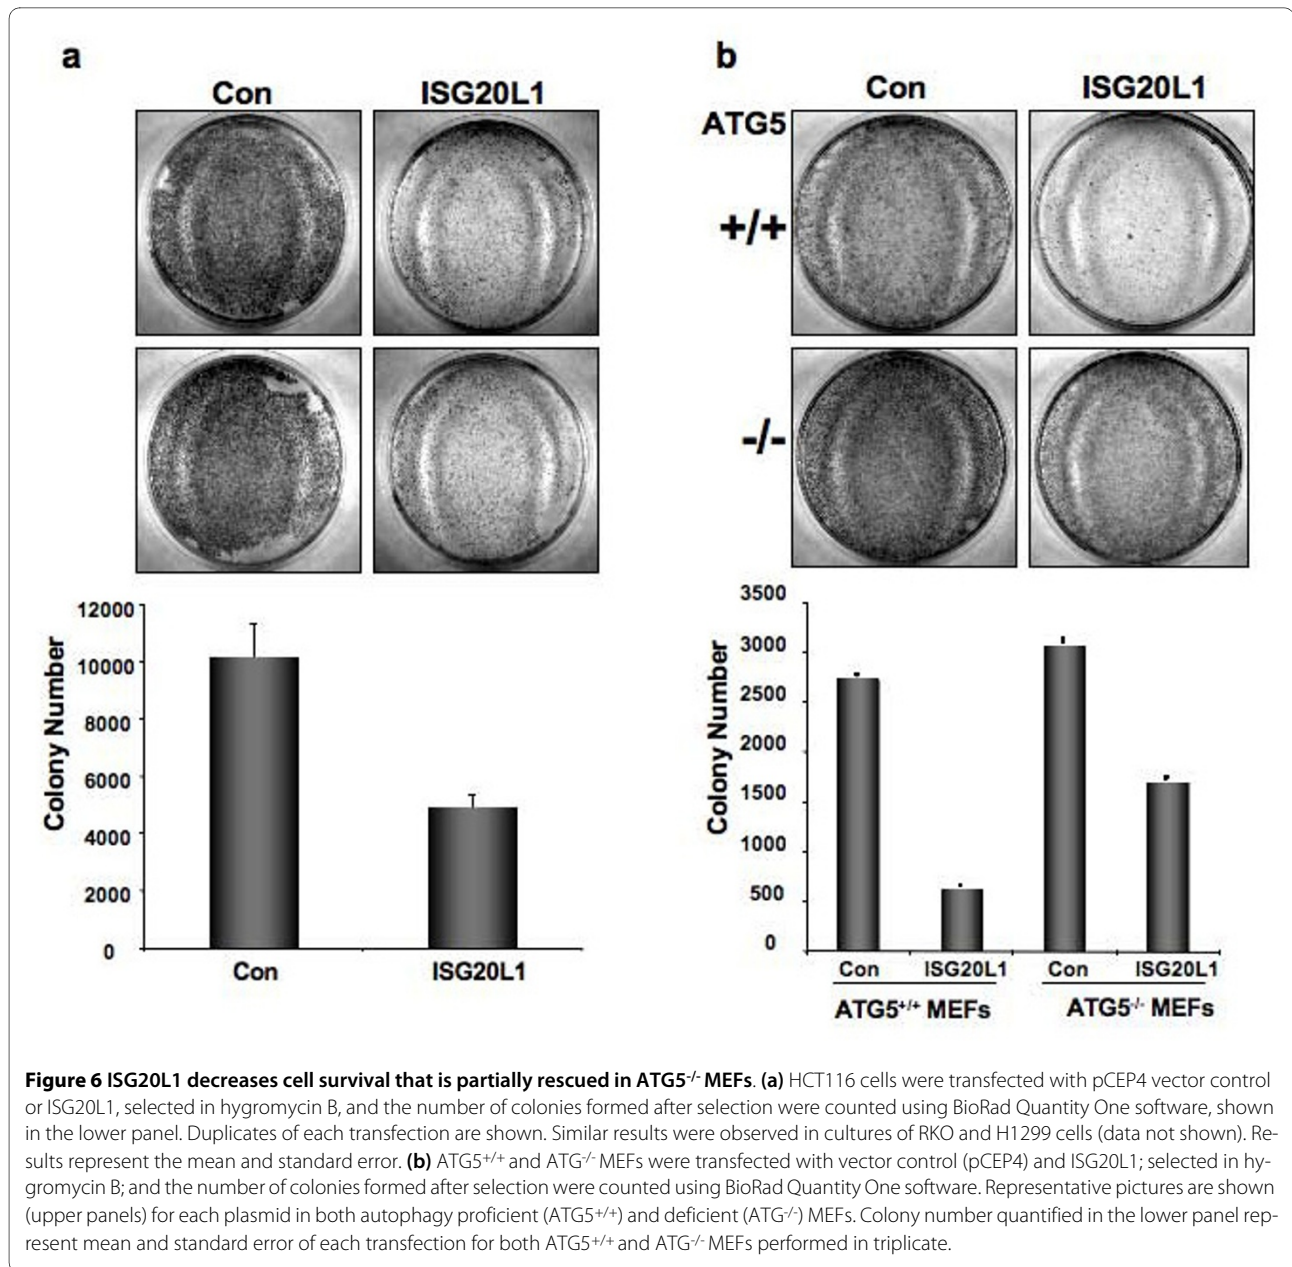 a
Con
ISG20L1
12000
10000
8000
6000
4000
2000
0
Colony Number
Con
ISG20L1
b
Con
ISG20L1
ATG5
+/+
-/-
3500
3000
2500
2000
1500
1000
500
0
Colony Number
Con ISG20L1 Con ISG20L1
ATG5+/+ MEFs ATG5-/- MEFs
Figure 6 ISG20L1 decreases cell survival that is partially rescued in ATG5-/- MEFs. (a) HCT116 cells were transfected with pCEP4 vector control
or ISG20L1, selected in hygromycin B, and the number of colonies formed after selection were counted using BioRad Quantity One software, shown
in the lower panel. Duplicates of each transfection are shown. Similar results were observed in cultures of RKO and H1299 cells (data not shown). Re-
sults represent the mean and standard error. (b) ATG5+/+ and ATG-/- MEFs were transfected with vector control (pCEP4) and ISG20L1; selected in hy-
gromycin B; and the number of colonies formed after selection were counted using BioRad Quantity One software. Representative pictures are shown
(upper panels) for each plasmid in both autophagy proficient (ATG5+/+) and deficient (ATG-/-) MEFs. Colony number quantified in the lower panel rep-
resent mean and standard error of each transfection for both ATG5+/+ and ATG-/- MEFs performed in triplicate.